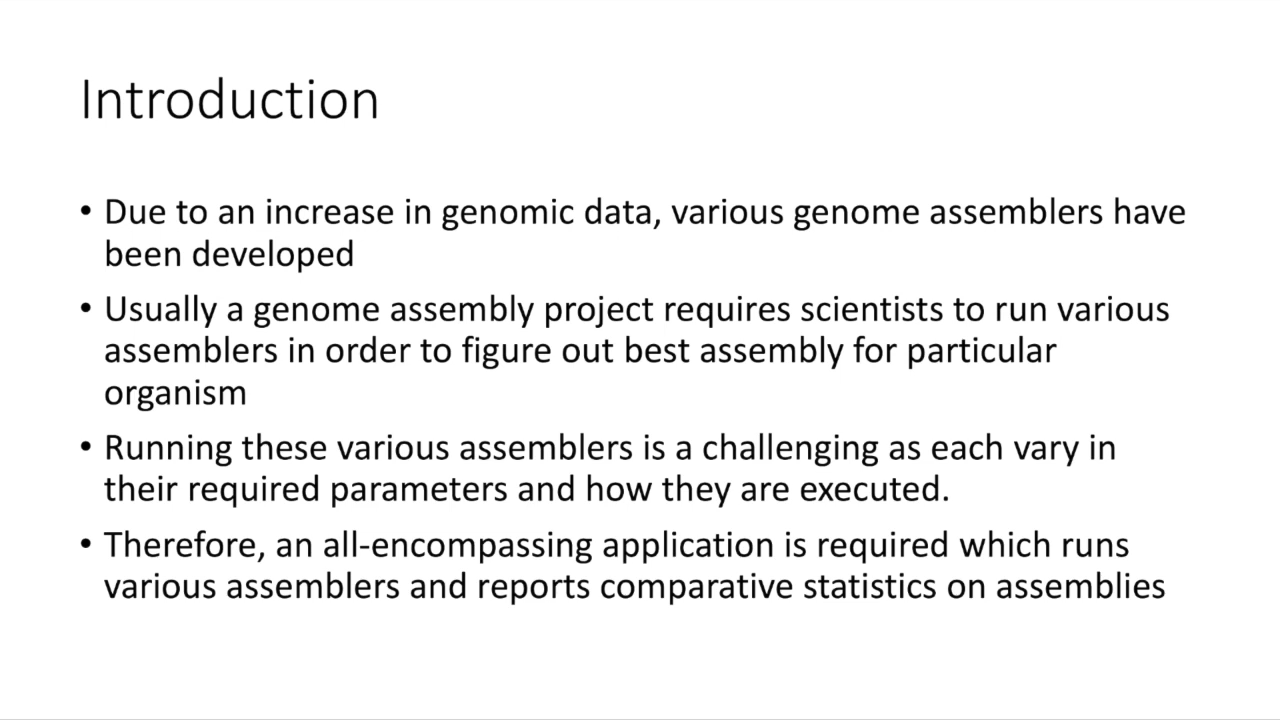 Introduction
• Due to an increase in genomic data, various genome assemblers have
been developed
• Usually a genome assembly project requires scientists to run various
assemblers in order to figure out best assembly for particular
organism
• Running these various assemblers is a challenging as each vary in
their required parameters and how they are executed.
• Therefore, an all-encompassing application is required which runs
various assemblers and reports comparative statistics on assemblies